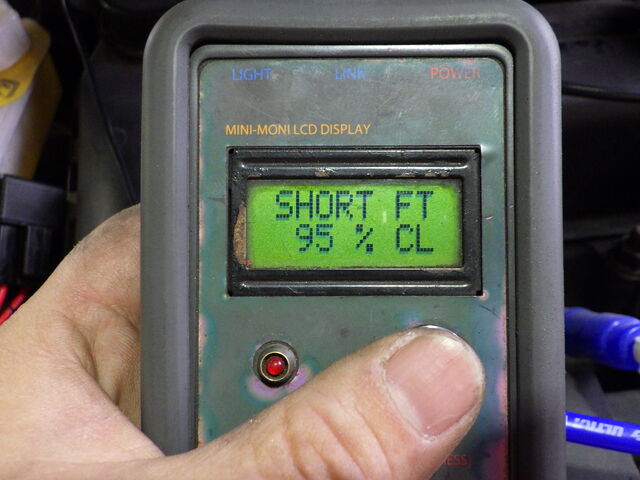 LIGHT LINK POWER
MINI-MONI LCD DISPLAY
SHORT FT
95 % CL